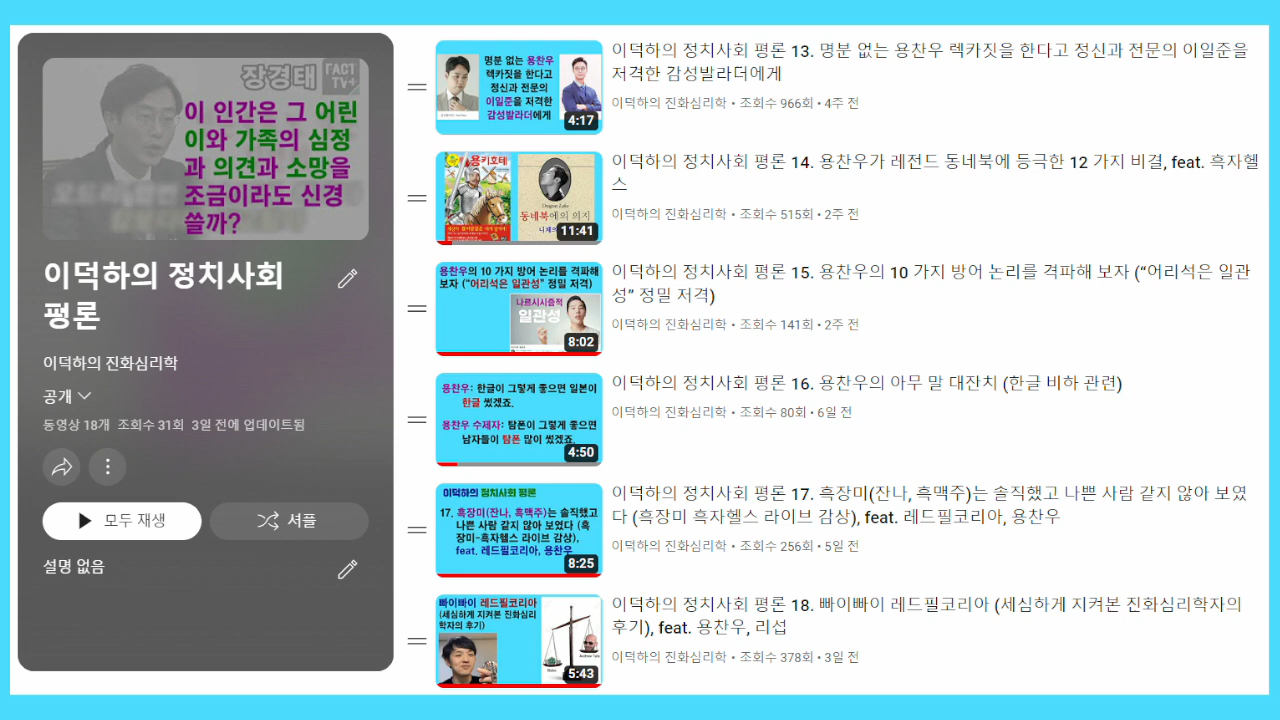 장경태 FACT TV+
이 인간은 그 어린
이와 가족의 심정
과 의견과 소망을
조금이라도 신경
쓸까?
이덕하의 정치사회
평론
이덕하의 진화심리학
공개
동영상 18개 조회수 31회 3일 전에 업데이트됨
모두 재생
셔플
설명 없음
명분 없는 용찬우
렉카짓을 한다고
정신과 전문의
이일준을 저격한
감성발라더에게
4:17
이덕하의 정치사회 평론 13. 명분 없는 용찬우 렉카짓을 한다고 정신과 전문의 이일준을
저격한 감성발라더에게
이덕하의 진화심리학 • 조회수 966회 • 4주 전
용키호테
동네북에의 의지
11:41
이덕하의 정치사회 평론 14. 용찬우가 레전드 동네북에 등극한 12 가지 비결, feat. 흑자헬
스
이덕하의 진화심리학 • 조회수 515회 • 2주 전
용찬우의 10 가지 방어 논리를 격파해
보자 (“어리석은 일관성” 정밀 저격)
나르시시즘적
일관성
8:02
이덕하의 정치사회 평론 15. 용찬우의 10 가지 방어 논리를 격파해 보자 (“어리석은 일관
성” 정밀 저격)
이덕하의 진화심리학 • 조회수 141회 • 2주 전
용찬우: 한글이 그렇게 좋으면 일본이
한글 썼겠죠.
용찬우 수제자: 탐폰이 그렇게 좋으면
남자들이 탐폰 많이 썼겠죠.
4:50
이덕하의 정치사회 평론 16. 용찬우의 아무 말 대잔치 (한글 비하 관련)
이덕하의 진화심리학 • 조회수 80회 • 6일 전
이덕하의 정치사회 평론
17. 흑장미(잔나, 흑맥주)는 솔직했고
나쁜 사람 같지 않아 보였다 (흑
장미-흑자헬스 라이브 감상),
feat. 레드필코리아, 용찬우
8:25
이덕하의 정치사회 평론 17. 흑장미(잔나, 흑맥주)는 솔직했고 나쁜 사람 같지 않아 보였
다 (흑장미 흑자헬스 라이브 감상), feat. 레드필코리아, 용찬우
이덕하의 진화심리학 • 조회수 256회 • 5일 전
빠이빠이 레드필코리아
(세심하게 지켜본 진화심리
학자의 후기)
Andrew Tate
5:43
이덕하의 정치사회 평론 18. 빠이빠이 레드필코리아 (세심하게 지켜본 진화심리학자의
후기), feat. 용찬우, 리섭
이덕하의 진화심리학 • 조회수 378회 • 3일 전